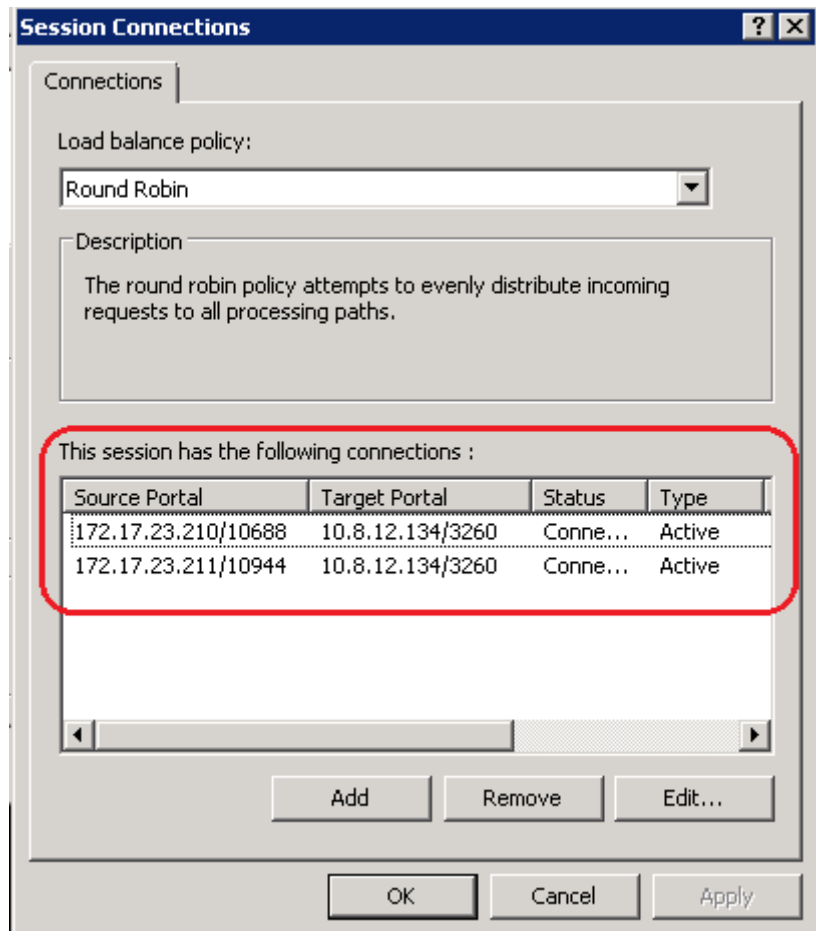 Session Connections
Connections
Load balance policy:
Round Robin
Description
The round robin policy attempts to evenly distribute incoming
requests to all processing paths.
This session has the following connections :
Source Portal Target Portal Status Type
172.17.23.210/10688 10.8.12.134/3260 Conne... Active
172.17.23.211/10944 10.8.12.134/3260 Conne... Active
Add Remove Edit...
OK Cancel Apply